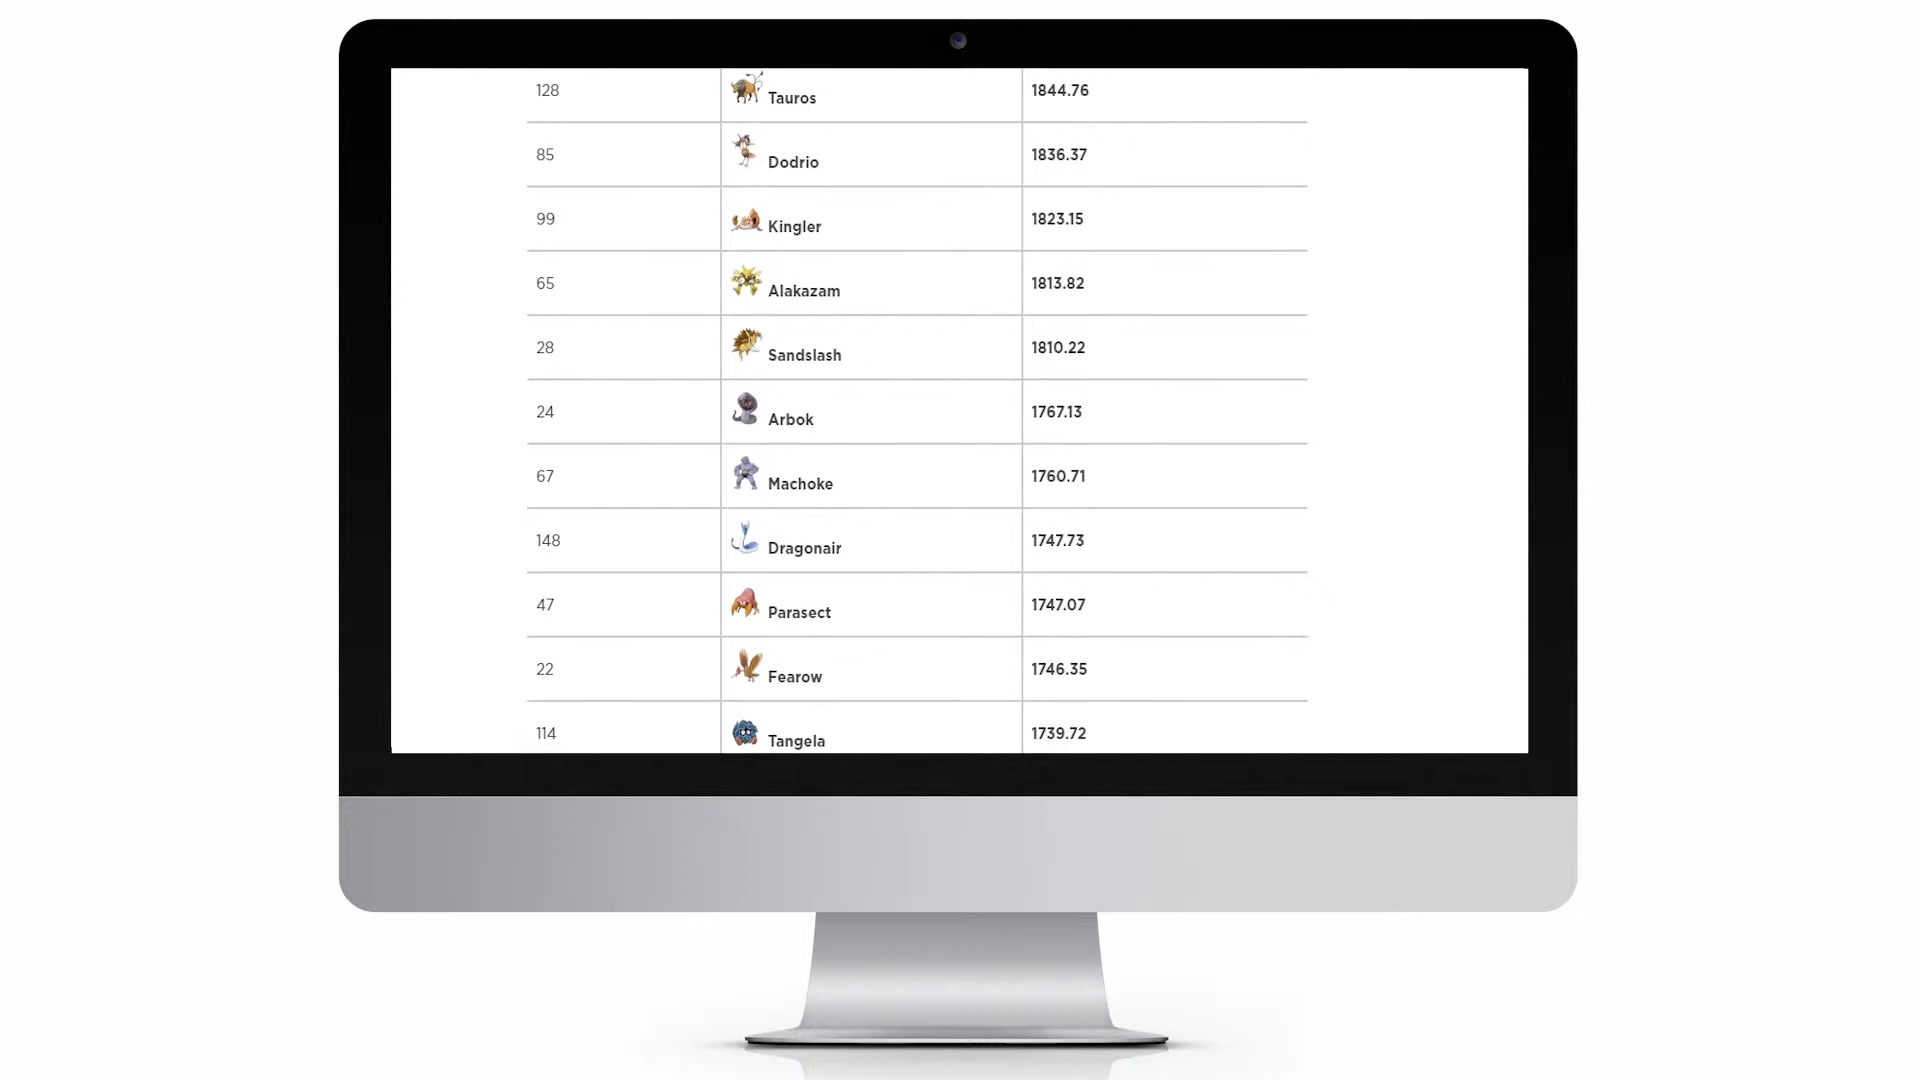 128 Tauros 1844.76
85 Dodrio 1836.37
99 Kingler 1823.15
65 Alakazam 1813.82
28 Sandslash 1810.22
24 Arbok 1767.13
67 Machoke 1760.71
148 Dragonair 1747.73
47 Parasect 1747.07
22 Fearow 1746.35
114 Tangela 1739.72